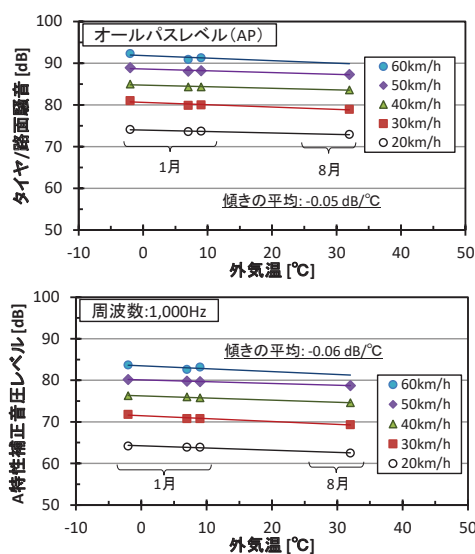 オールパスレベル(AP)
タイヤ/路面騒音 [dB]
100
90
80
70
60
50
60km/h
50km/h
40km/h
30km/h
20km/h
1月
8月
傾きの平均: -0.05 dB/℃
-10
0
10
20
30
40
50
外気温 [℃]
周波数:1,000Hz
A特性補正音圧レベル [dB]
100
90
80
70
60
50
傾きの平均: -0.06 dB/℃
60km/h
50km/h
40km/h
30km/h
20km/h
1月
8月
-10
0
10
20
30
40
50
外気温 [℃]